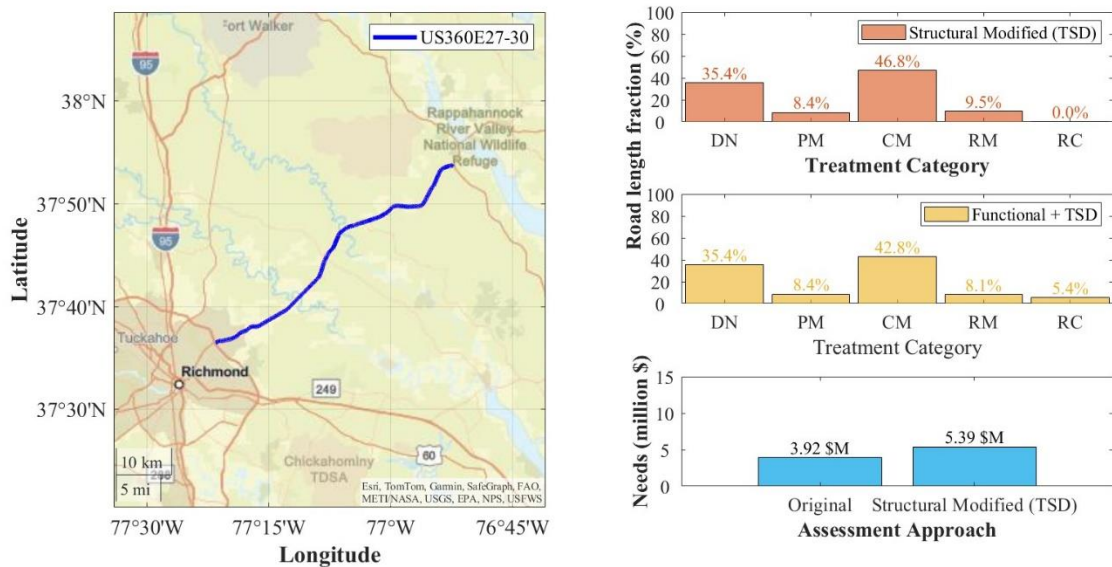 US360E27-30
ort Walker
95
38°N
Rappahannock
River Valley
National Wildlife
Refuge
37°50'N
95
Latitude
37°40'N
Tuckahoe
Richmond
249
37°30'N
60
10 km
Chickahominy
TDSA
288
5 mi
Esri, TomTom, Garmin, SafeGraph, FAO,
METI/NASA, USGS, EPA, NPS, USFWS
77°30'W 77°15'W 77°W 76°45'W
Longitude
Road length fraction (%)
100
80
60
40
20
0
Structural Modified (TSD)
35.4% 8.4% 46.8% 9.5% 0.0%
DN PM CM RM RC
Treatment Category
100
80
60
40
20
0
Functional + TSD
35.4% 8.4% 42.8% 8.1% 5.4%
DN PM CM RM RC
Treatment Category
Needs (million $)
15
10
5
0
3.92 $M 5.39 $M
Original Structural Modified (TSD)
Assessment Approach